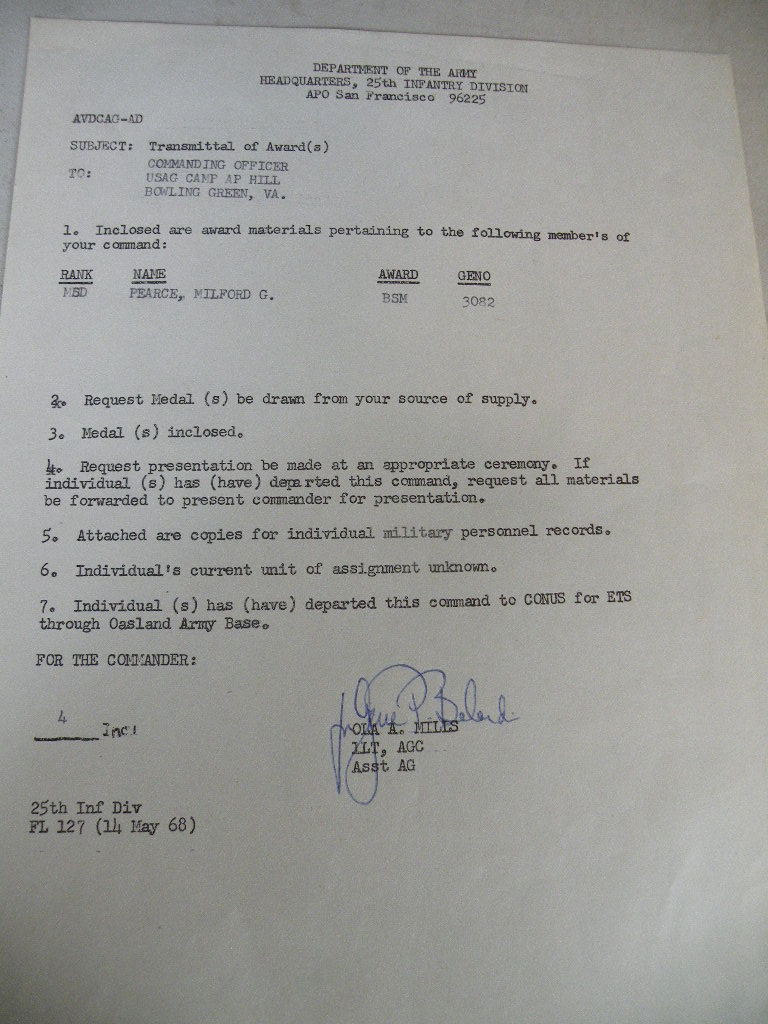 DEPARTMENT OF THE ARMY
HEADQUARTERS, 25th INFANTRY DIVISION
APO San Francisco 96225
AVDCAG-AD
SUBJECT: Transmittal of Award(s)
TO: COMMANDING OFFICER
USAG CAMP AP HILL
BOWLING GREEN, VA.
1. Inclosed are award materials pertaining to the following member's of
your command:
RANK NAME AWARD GENO
MSD PEARCE, MILFORD G. BSM 3082
2. Request Medal (s) be drawn from your source of supply.
3. Medal (s) inclosed.
4. Request presentation be made at an appropriate ceremony. If
individual (s) has (have) departed this command, request all materials
be forwarded to present commander for presentation.
5. Attached are copies for individual military personnel records.
6. Individual's current unit of assignment unknown.
7. Individual (s) has (have) departed this command to CONUS for ETS
through Oasland Army Base.
FOR THE COMMANDER:
4 Incl
OLA A. MILLS
1LT, AGC
Asst AG
25th Inf Div
FL 127 (14 May 68)